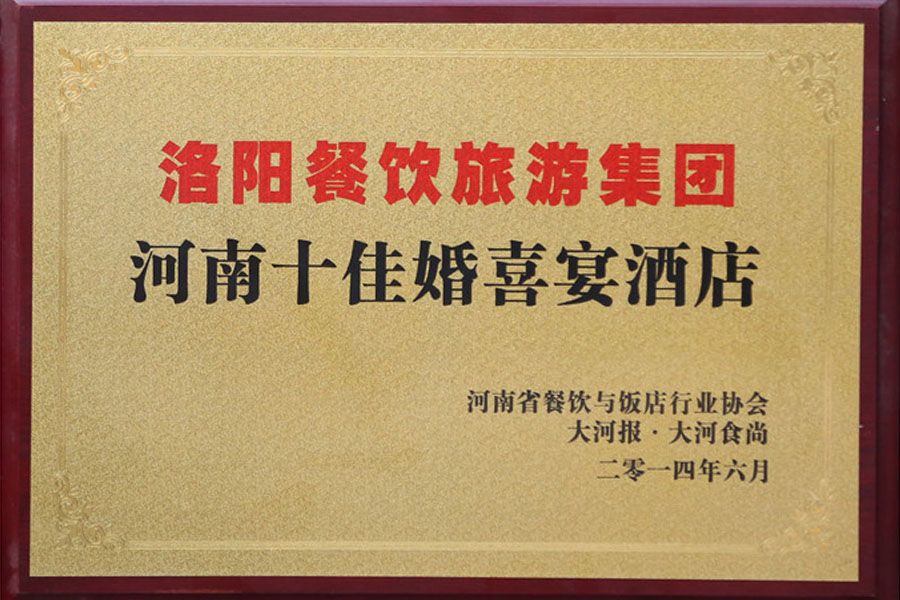 洛阳餐饮旅游集团
河南十佳婚喜宴酒店
河南省餐饮与饭店行业协会
大河报·大河食尚
二零一四年六月